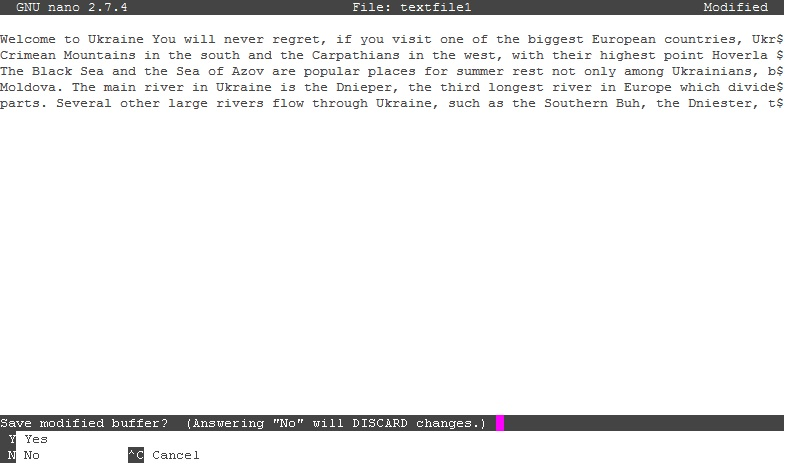 GNU nano 2.7.4 File: textfile1 Modified
Welcome to Ukraine You will never regret, if you visit one of the biggest European countries, Ukr$
Crimean Mountains in the south and the Carpathians in the west, with their highest point Hoverla $
The Black Sea and the Sea of Azov are popular places for summer rest not only among Ukrainians, b$
Moldova. The main river in Ukraine is the Dnieper, the third longest river in Europe which divide$
parts. Several other large rivers flow through Ukraine, such as the Southern Buh, the Dniester, t$
Save modified buffer? (Answering "No" will DISCARD changes.)
Y Yes
N No ^C Cancel